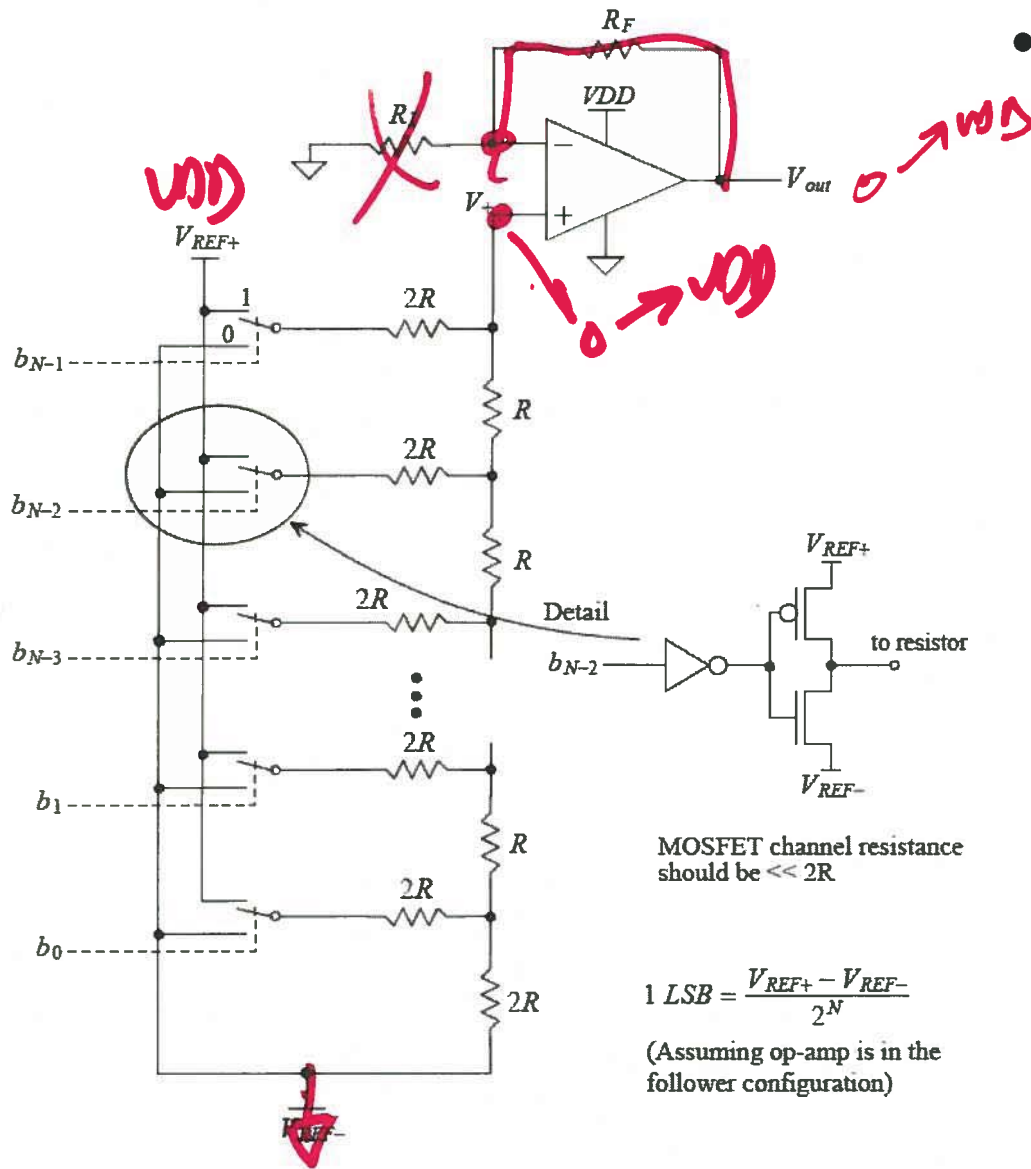 R_F
VDD
R_I
V_out
0 → VDD
VDD
V_+
V_REF+
0 → VDD
1
2R
0
b_N-1
R
2R
b_N-2
R
V_REF+
2R
Detail
b_N-3
b_N-2
to resistor
2R
V_REF-
b_1
R
MOSFET channel resistance
should be << 2R
2R
b_0
2R
1 LSB = (V_REF+ − V_REF-) / 2^N
(Assuming op-amp is in the
follower configuration)
V_REF-